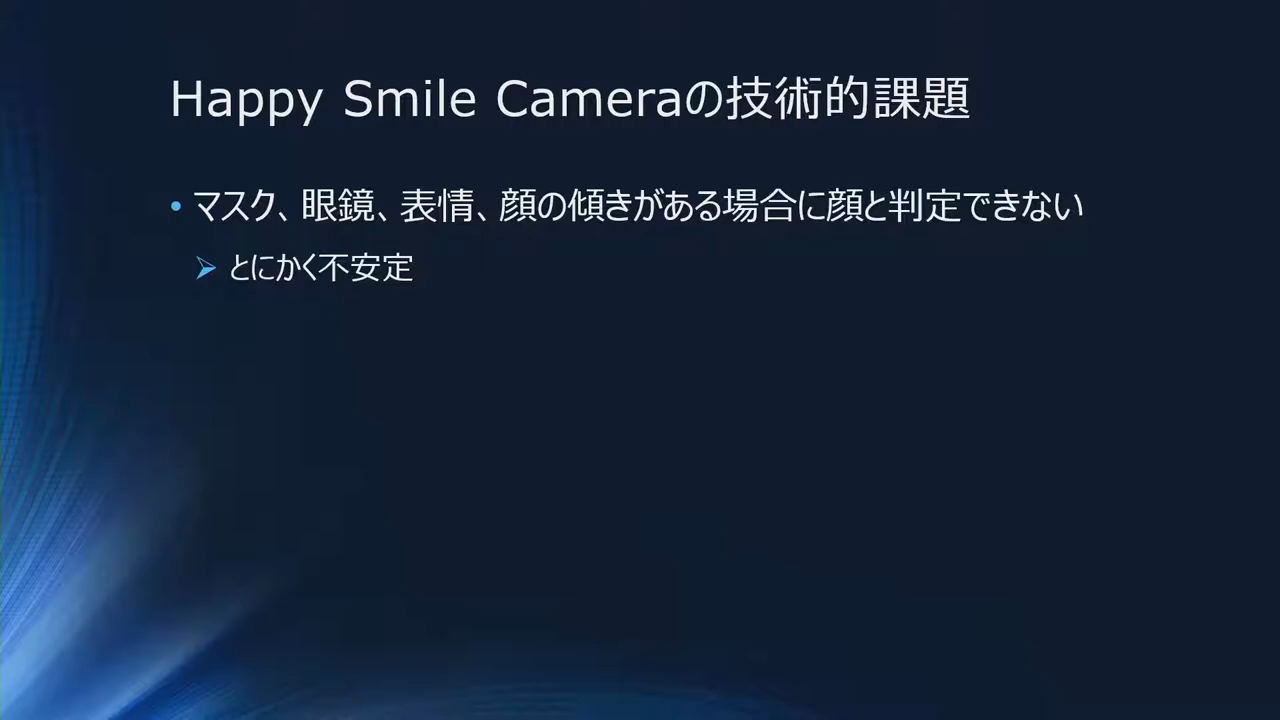 Happy Smile Cameraの技術的課題
• マスク、眼鏡、表情、顔の傾きがある場合に顔と判定できない
➢ とにかく不安定